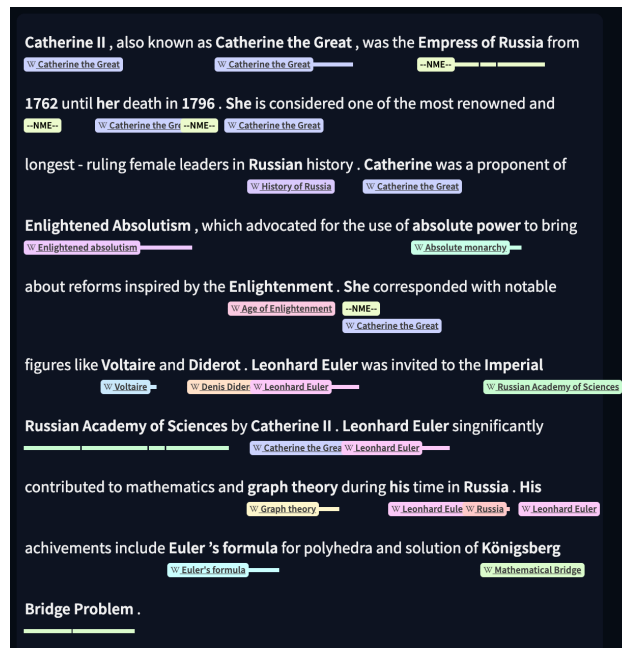 Catherine II , also known as Catherine the Great , was the Empress of Russia from
W Catherine the Great W Catherine the Great --NME--
1762 until her death in 1796 . She is considered one of the most renowned and
--NME-- W Catherine the Gre --NME-- W Catherine the Great
longest - ruling female leaders in Russian history . Catherine was a proponent of
W History of Russia W Catherine the Great
Enlightened Absolutism , which advocated for the use of absolute power to bring
W Enlightened absolutism W Absolute monarchy
about reforms inspired by the Enlightenment . She corresponded with notable
W Age of Enlightenment --NME--
W Catherine the Great
figures like Voltaire and Diderot . Leonhard Euler was invited to the Imperial
W Voltaire W Denis Dider W Leonhard Euler W Russian Academy of Sciences
Russian Academy of Sciences by Catherine II . Leonhard Euler singnificantly
W Catherine the Grea W Leonhard Euler
contributed to mathematics and graph theory during his time in Russia . His
W Graph theory W Leonhard Eule W Russia W Leonhard Euler
achivements include Euler ’s formula for polyhedra and solution of Königsberg
W Euler's formula W Mathematical Bridge
Bridge Problem .